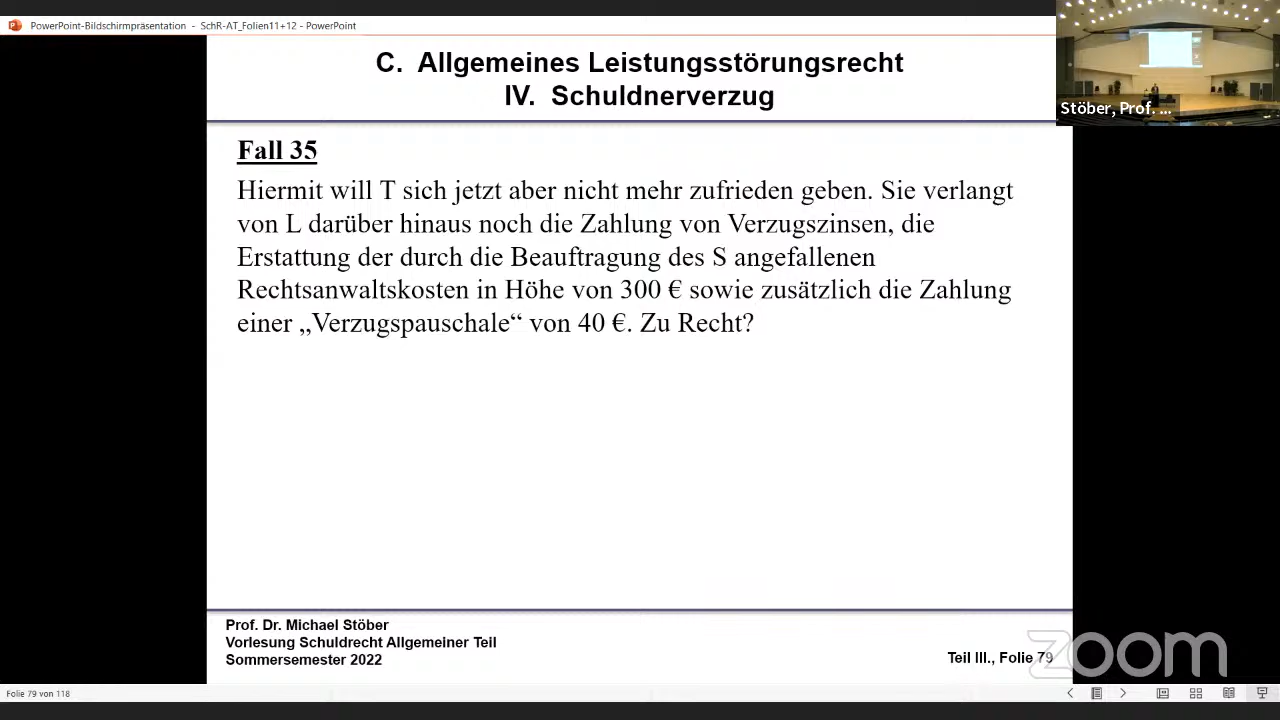 PowerPoint-Bildschirmpräsentation - SchR-AT_Folien11+12 - PowerPoint
C. Allgemeines Leistungsstörungsrecht
IV. Schuldnerverzug
Stöber, Prof. ...
Fall 35
Hiermit will T sich jetzt aber nicht mehr zufrieden geben. Sie verlangt
von L darüber hinaus noch die Zahlung von Verzugszinsen, die
Erstattung der durch die Beauftragung des S angefallenen
Rechtsanwaltskosten in Höhe von 300 € sowie zusätzlich die Zahlung
einer „Verzugspauschale“ von 40 €. Zu Recht?
Prof. Dr. Michael Stöber
Vorlesung Schuldrecht Allgemeiner Teil
Sommersemester 2022
Teil III., Folie 79
zoom
Folie 79 von 118